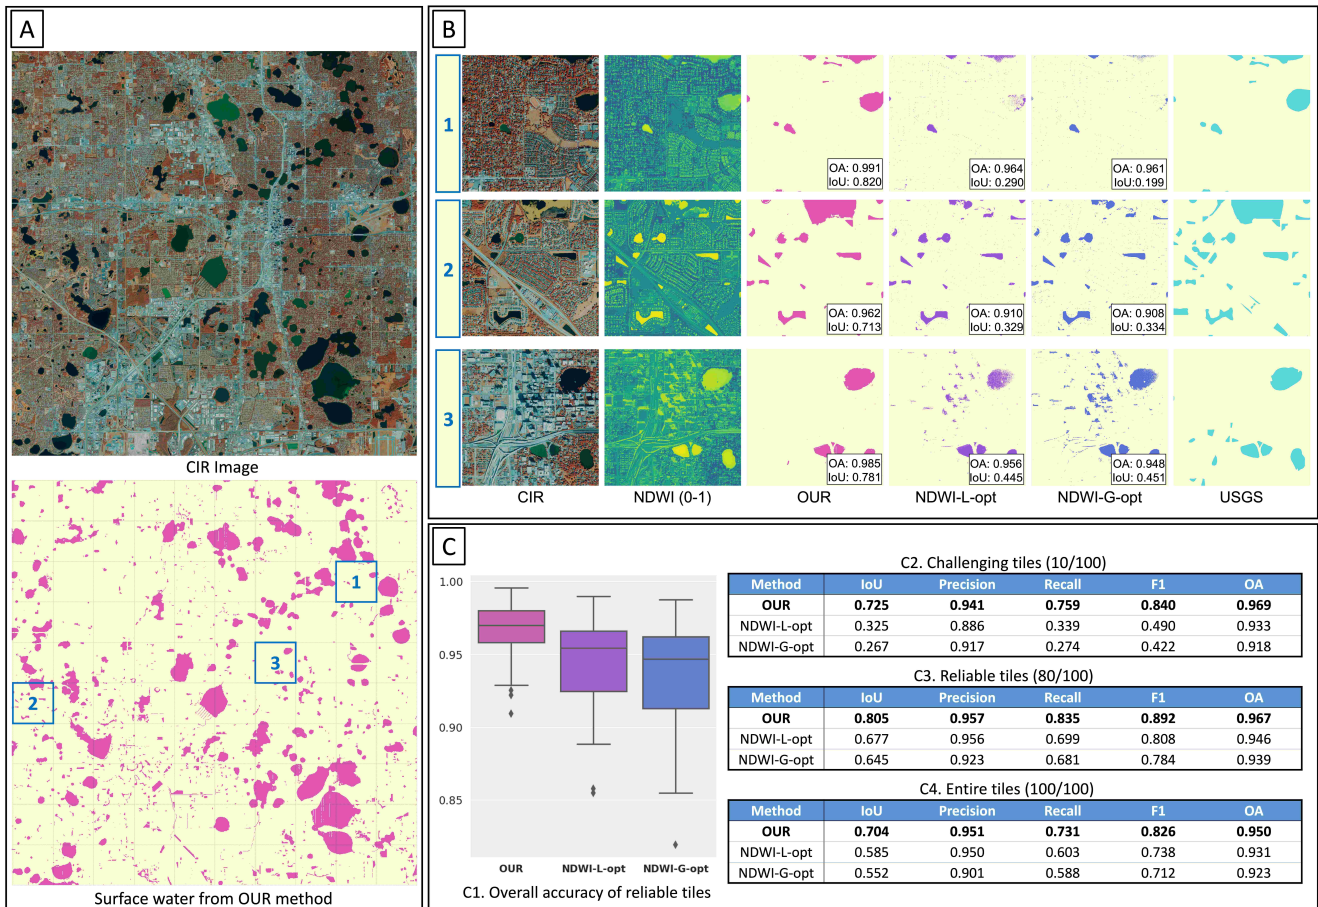 A
CIR Image
1
3
2
Surface water from OUR method
B
1
OA: 0.991
IoU: 0.820
OA: 0.964
IoU: 0.290
OA: 0.961
IoU:0.199
2
OA: 0.962
IoU: 0.713
OA: 0.910
IoU: 0.329
OA: 0.908
IoU: 0.334
3
OA: 0.985
IoU: 0.781
OA: 0.956
IoU: 0.445
OA: 0.948
IoU: 0.451
CIR NDWI (0-1) OUR NDWI-L-opt NDWI-G-opt USGS
C
1.00
0.95
0.90
0.85
OUR NDWI-L-opt NDWI-G-opt
C1. Overall accuracy of reliable tiles
C2. Challenging tiles (10/100)
Method IoU Precision Recall F1 OA
OUR 0.725 0.941 0.759 0.840 0.969
NDWI-L-opt 0.325 0.886 0.339 0.490 0.933
NDWI-G-opt 0.267 0.917 0.274 0.422 0.918
C3. Reliable tiles (80/100)
Method IoU Precision Recall F1 OA
OUR 0.805 0.957 0.835 0.892 0.967
NDWI-L-opt 0.677 0.956 0.699 0.808 0.946
NDWI-G-opt 0.645 0.923 0.681 0.784 0.939
C4. Entire tiles (100/100)
Method IoU Precision Recall F1 OA
OUR 0.704 0.951 0.731 0.826 0.950
NDWI-L-opt 0.585 0.950 0.603 0.738 0.931
NDWI-G-opt 0.552 0.901 0.588 0.712 0.923